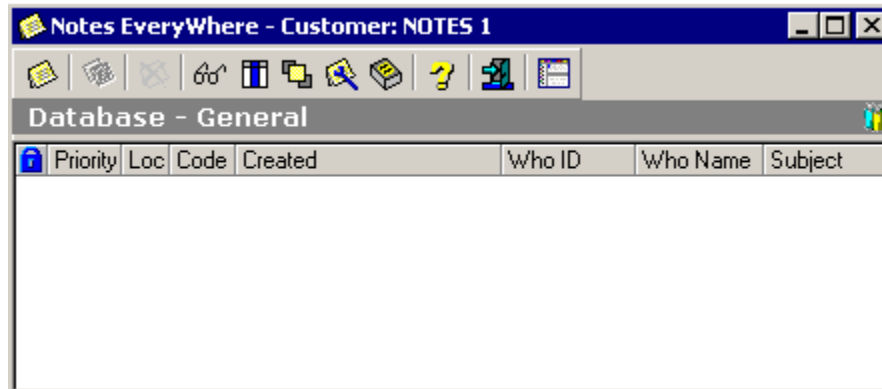 Notes EveryWhere - Customer: NOTES 1
Database - General
Priority Loc Code Created Who ID Who Name Subject